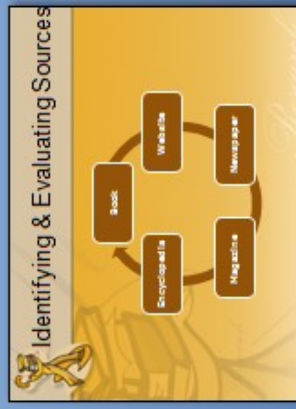 Identifying & Evaluating Sources
Book
Website
Newspaper
Magazine
Encyclopedia